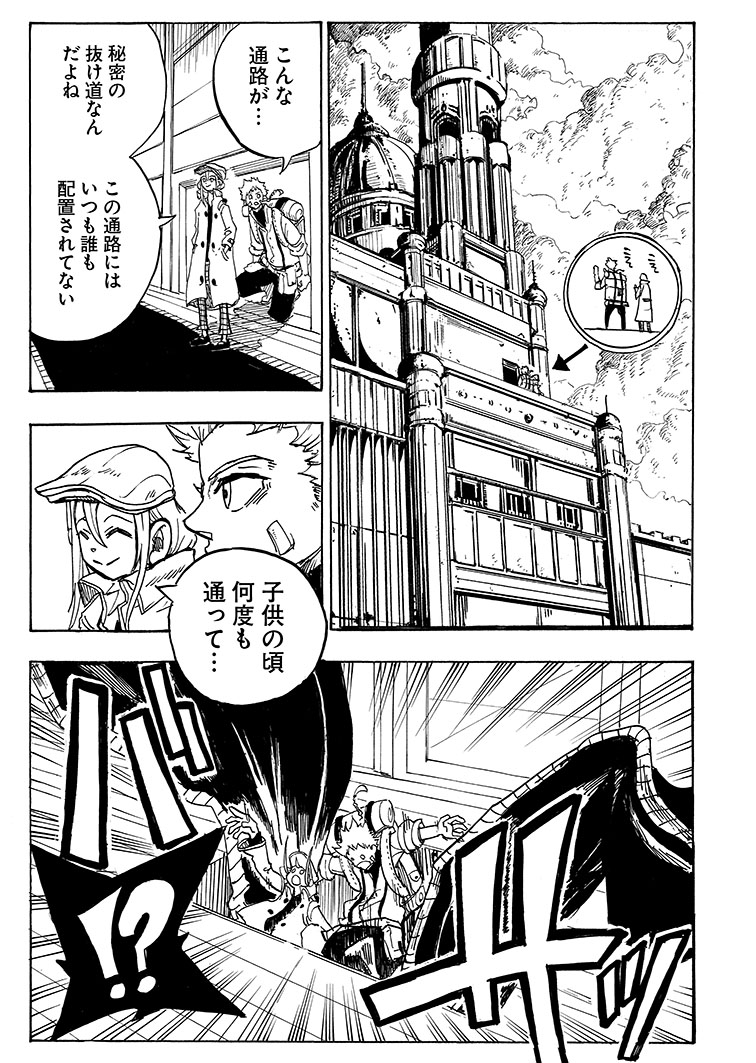 こんな
通路が…
秘密の
抜け道なん
だよね
この通路には
いつも誰も
配置されてない
子供の頃
何度も
通って…
バ
サッ
!?